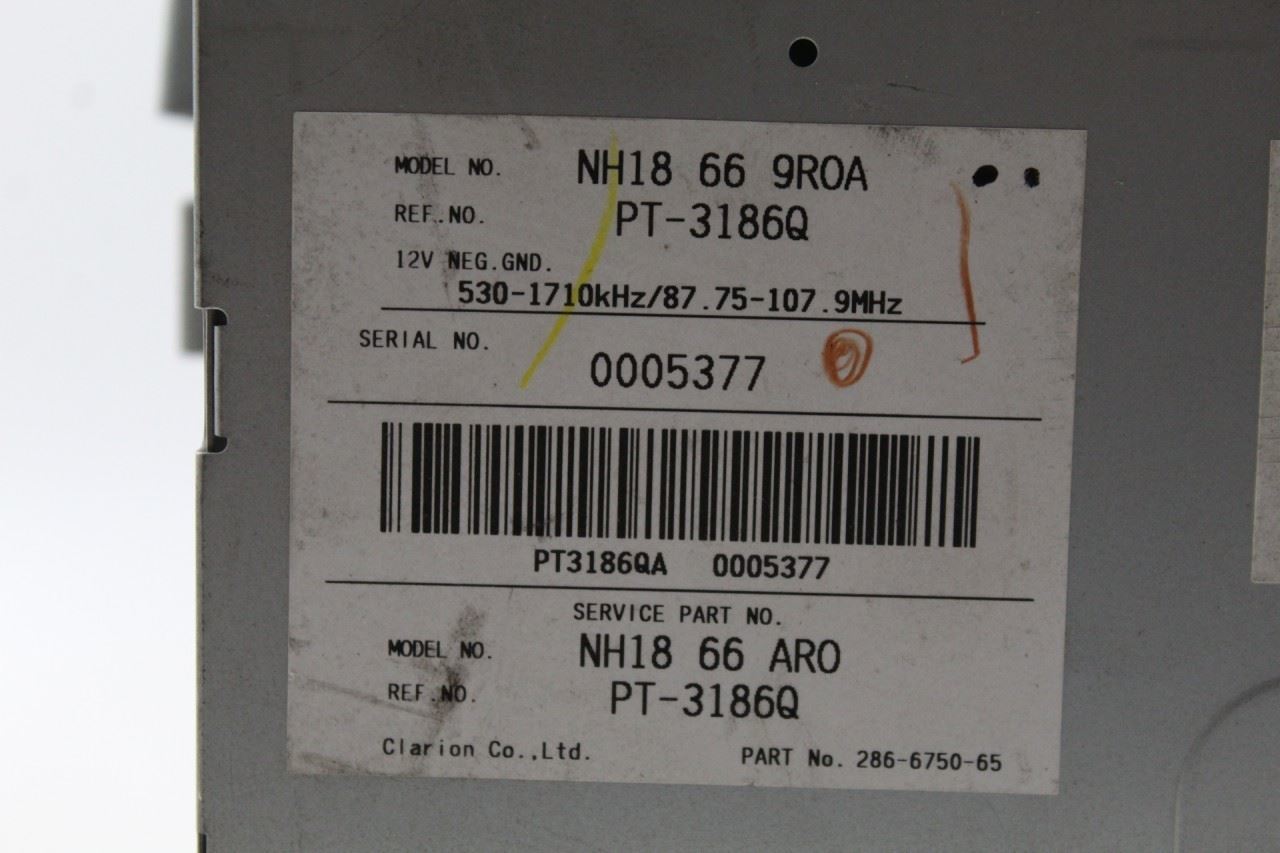 MODEL NO. NH18 66 9R0A
REF.NO. PT-3186Q
12V NEG.GND.
530-1710kHz/87.75-107.9MHz
SERIAL NO. 0005377
PT3186QA 0005377
SERVICE PART NO.
MODEL NO. NH18 66 AR0
REF.NO. PT-3186Q
Clarion Co.,Ltd. PART No. 286-6750-65